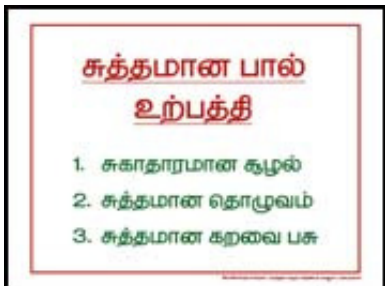 சுத்தமான பால்
உற்பத்தி
1. சுகாதாரமான சூழல்
2. சுத்தமான தொழுவம்
3. சுத்தமான கறவை பசு